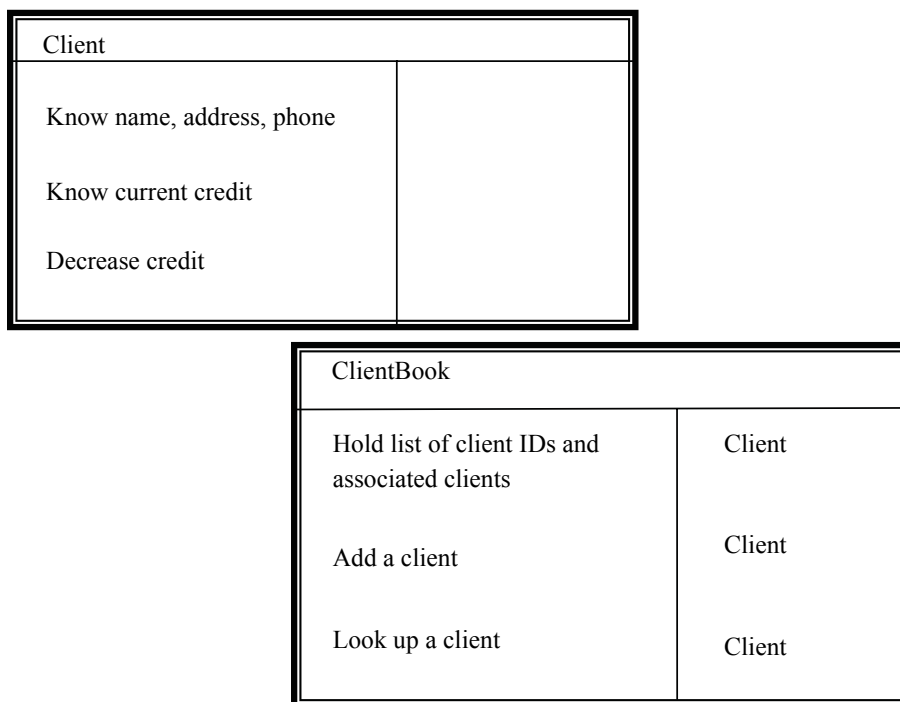 Client
Know name, address, phone
Know current credit
Decrease credit
ClientBook
Hold list of client IDs and
associated clients
Client
Add a client
Client
Look up a client
Client